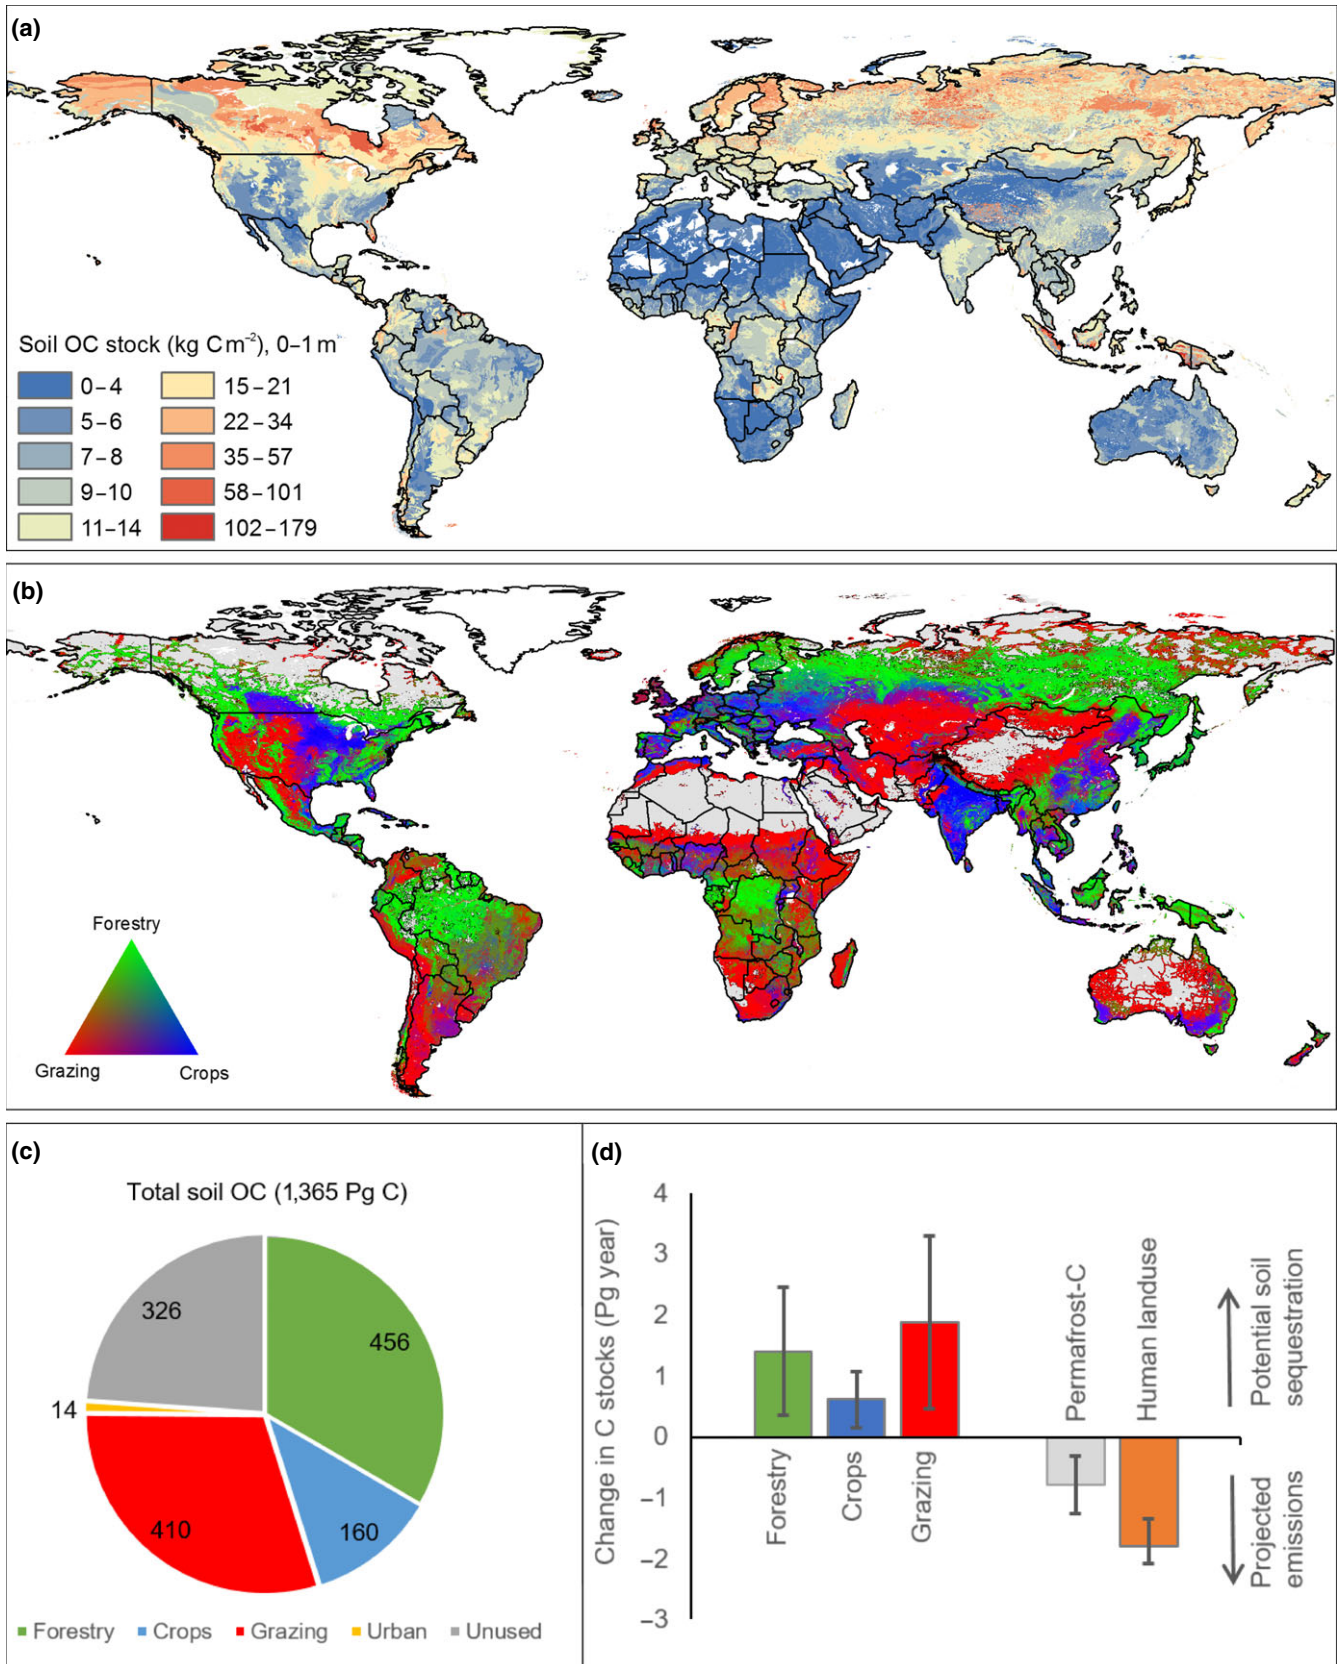 (a)
Soil OC stock (kg C m⁻²), 0–1 m
0–4
5–6
7–8
9–10
11–14
15–21
22–34
35–57
58–101
102–179
(b)
Forestry
Grazing
Crops
(c)
Total soil OC (1,365 Pg C)
326
456
14
410
160
Forestry
Crops
Grazing
Urban
Unused
(d)
Change in C stocks (Pg year)
4
3
2
1
0
–1
–2
–3
Forestry
Crops
Grazing
Permafrost-C
Human landuse
Potential soil
sequestration
Projected
emissions